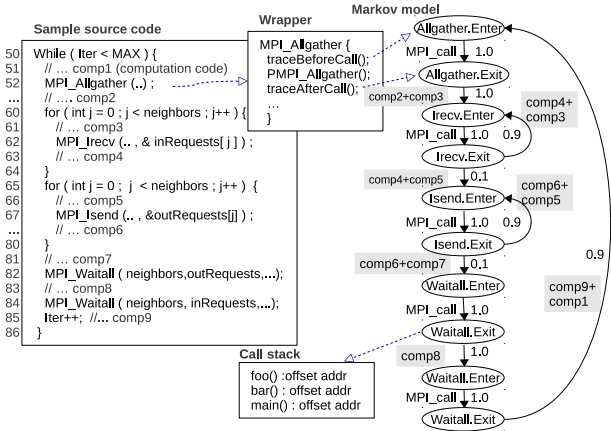 Sample source code
50 While ( Iter < MAX ) {
51 // ... comp1 (computation code)
52 MPI_Allgather (..) ;
... // .... comp2
60 for ( int j = 0 ; j < neighbors ; j++ ) {
61 // ... comp3
62 MPI_Irecv (.. , & inRequests[ j ] ) ;
63 // ... comp4
64 }
65 for ( int j = 0 ; j < neighbors ; j++ ) {
66 // ... comp5
67 MPI_Isend (.. , &outRequests[j] ) ;
... // ... comp6
80 }
81 // ... comp7
82 MPI_Waitall ( neighbors,outRequests,...);
83 // ... comp8
84 MPI_Waitall ( neighbors, inRequests,...);
85 Iter++; //... comp9
86 }
Wrapper
MPI_Allgather {
traceBeforeCall();
PMPI_Allgather();
traceAfterCall();
...
}
Call stack
foo() :offset addr
bar() : offset addr
main() : offset addr
Markov model
Allgather.Enter
MPI_call 1.0
Allgather.Exit
comp2+comp3 1.0
Irecv.Enter
comp4+
comp3
MPI_call 1.0 0.9
Irecv.Exit
comp4+comp5 0.1
Isend.Enter
comp6+
comp5
MPI_call 1.0 0.9
Isend.Exit
comp6+comp7 0.1
Waitall.Enter
MPI_call 1.0
Waitall.Exit
comp8 1.0
Waitall.Enter
MPI_call 1.0
Waitall.Exit
0.9
comp9+
comp1